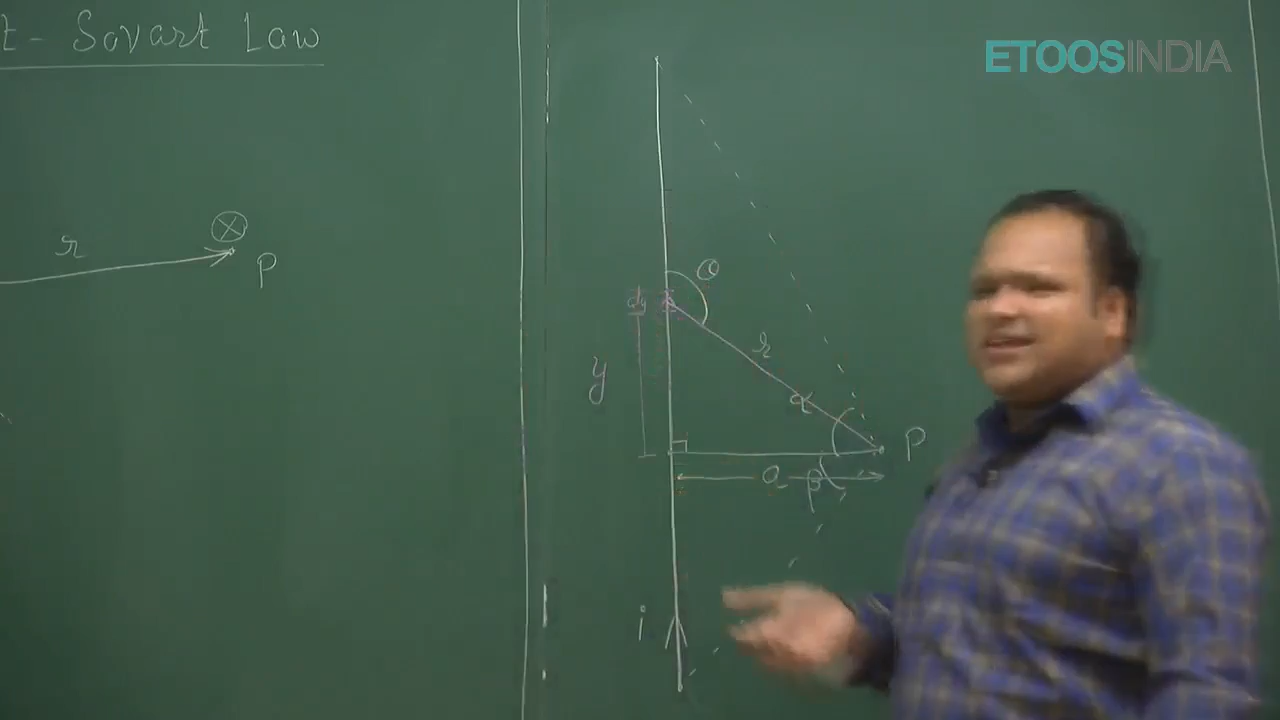 t - Savart Law
ETOOSINDIA
r
P
θ
dy
r
y
α
P
a
β
i